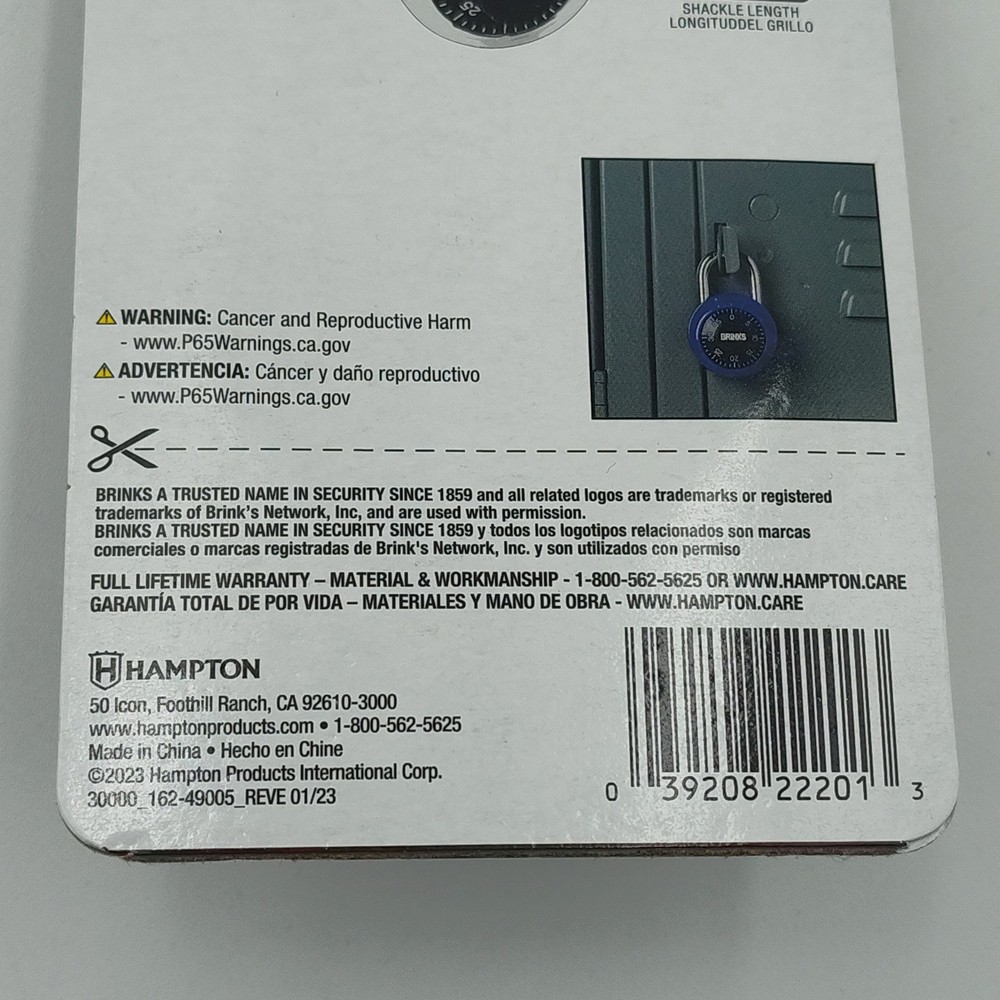 25
SHACKLE LENGTH
LONGITUDDEL GRILLO
BRINKS
WARNING: Cancer and Reproductive Harm
- www.P65Warnings.ca.gov
ADVERTENCIA: Cáncer y daño reproductivo
- www.P65Warnings.ca.gov
BRINKS A TRUSTED NAME IN SECURITY SINCE 1859 and all related logos are trademarks or registered
trademarks of Brink's Network, Inc, and are used with permission.
BRINKS A TRUSTED NAME IN SECURITY SINCE 1859 y todos los logotipos relacionados son marcas
comerciales o marcas registradas de Brink's Network, Inc. y son utilizados con permiso
FULL LIFETIME WARRANTY – MATERIAL & WORKMANSHIP - 1-800-562-5625 OR WWW.HAMPTON.CARE
GARANTÍA TOTAL DE POR VIDA – MATERIALES Y MANO DE OBRA - WWW.HAMPTON.CARE
H HAMPTON
50 Icon, Foothill Ranch, CA 92610-3000
www.hamptonproducts.com • 1-800-562-5625
Made in China • Hecho en Chine
©2023 Hampton Products International Corp.
30000_162-49005_REVE 01/23
0 39208 22201 3